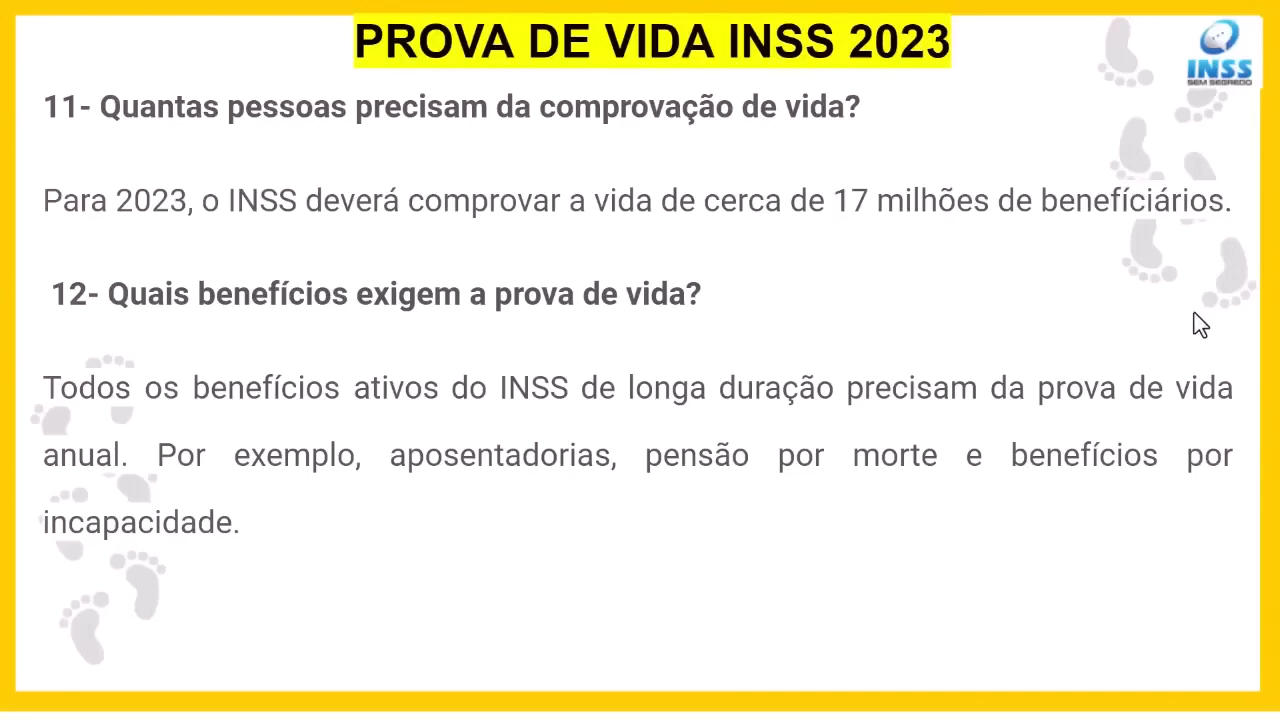 PROVA DE VIDA INSS 2023
INSS
SEM SEGREDO
11- Quantas pessoas precisam da comprovação de vida?
Para 2023, o INSS deverá comprovar a vida de cerca de 17 milhões de benefíciários.
12- Quais benefícios exigem a prova de vida?
Todos os benefícios ativos do INSS de longa duração precisam da prova de vida
anual. Por exemplo, aposentadorias, pensão por morte e benefícios por
incapacidade.